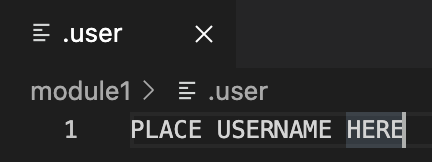 .user
module1 > .user
1 PLACE USERNAME HERE